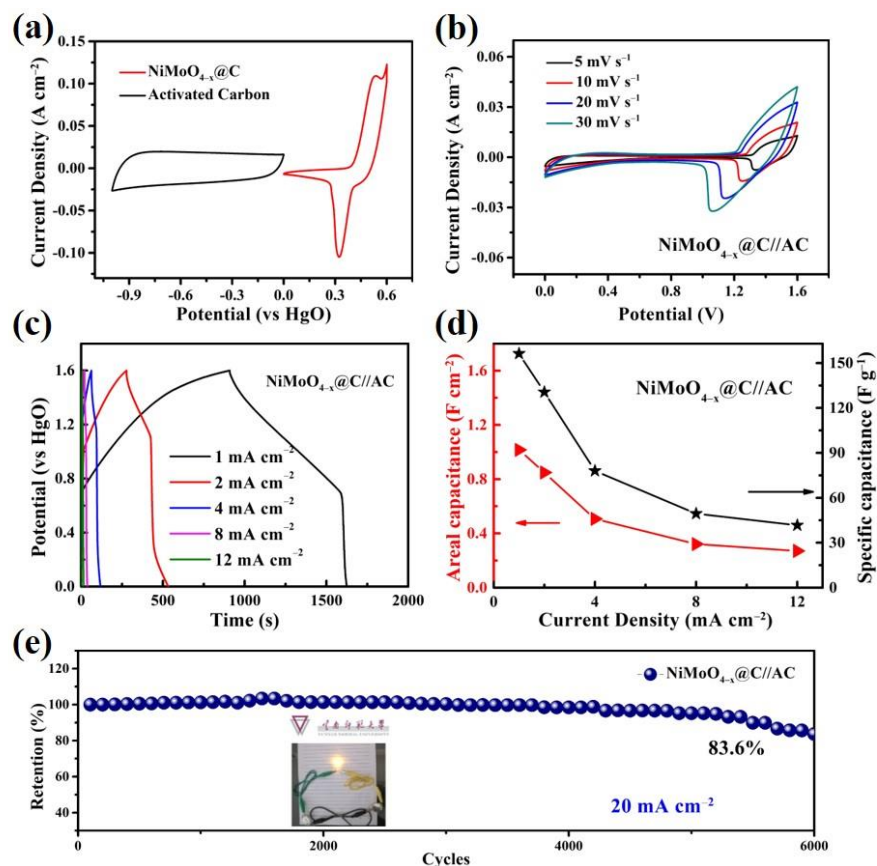 (a)
0.15
0.10
0.05
0.00
-0.05
-0.10
Current Density (A cm⁻²)
NiMoO₄₋ₓ@C
Activated Carbon
-0.9 -0.6 -0.3 0.0 0.3 0.6
Potential (vs HgO)
(b)
0.06
0.03
0.00
-0.03
-0.06
Current Density (A cm⁻²)
5 mV s⁻¹
10 mV s⁻¹
20 mV s⁻¹
30 mV s⁻¹
NiMoO₄₋ₓ@C//AC
0.0 0.4 0.8 1.2 1.6
Potential (V)
(c)
1.6
1.2
0.8
0.4
0.0
Potential (vs HgO)
NiMoO₄₋ₓ@C//AC
1 mA cm⁻²
2 mA cm⁻²
4 mA cm⁻²
8 mA cm⁻²
12 mA cm⁻²
0 500 1000 1500 2000
Time (s)
(d)
1.6
1.2
0.8
0.4
0.0
Areal capacitance (F cm⁻²)
NiMoO₄₋ₓ@C//AC
150
120
90
60
30
0
Specific capacitance (F g⁻¹)
0 4 8 12
Current Density (mA cm⁻²)
(e)
120
100
80
60
40
Retention (%)
NiMoO₄₋ₓ@C//AC
83.6%
20 mA cm⁻²
0 2000 4000 6000
Cycles